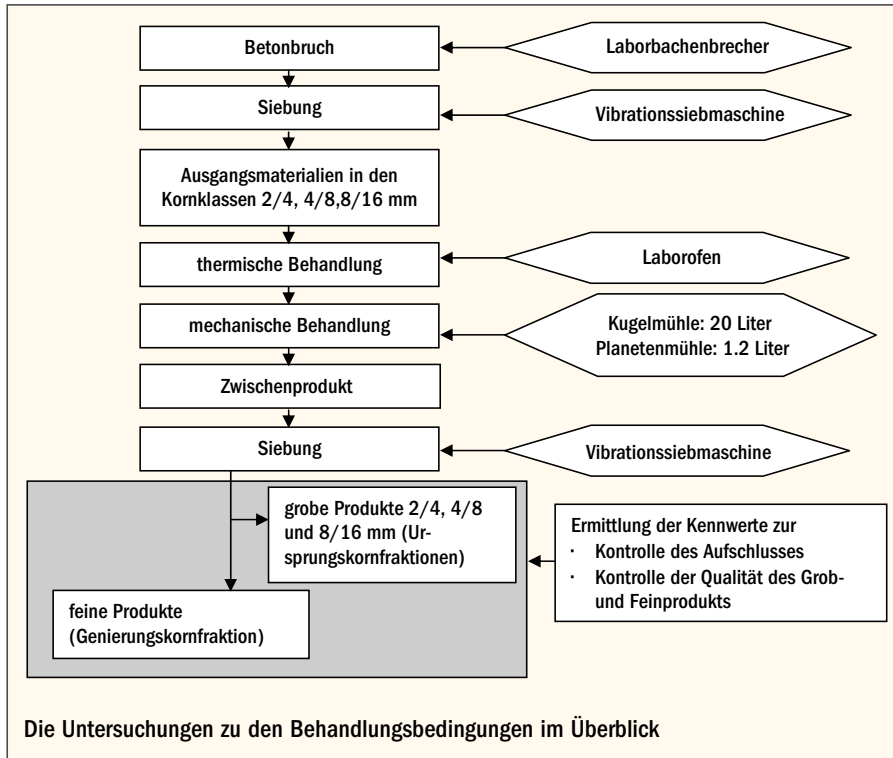 Betonbruch
Laborbachenbrecher
Siebung
Vibrationssiebmaschine
Ausgangsmaterialien in den
Kornklassen 2/4, 4/8,8/16 mm
thermische Behandlung
Laborofen
mechanische Behandlung
Kugelmühle: 20 Liter
Planetenmühle: 1.2 Liter
Zwischenprodukt
Siebung
Vibrationssiebmaschine
grobe Produkte 2/4, 4/8
und 8/16 mm (Ur-
sprungskornfraktionen)
Ermittlung der Kennwerte zur
· Kontrolle des Aufschlusses
· Kontrolle der Qualität des Grob-
und Feinprodukts
feine Produkte
(Genierungskornfraktion)
Die Untersuchungen zu den Behandlungsbedingungen im Überblick